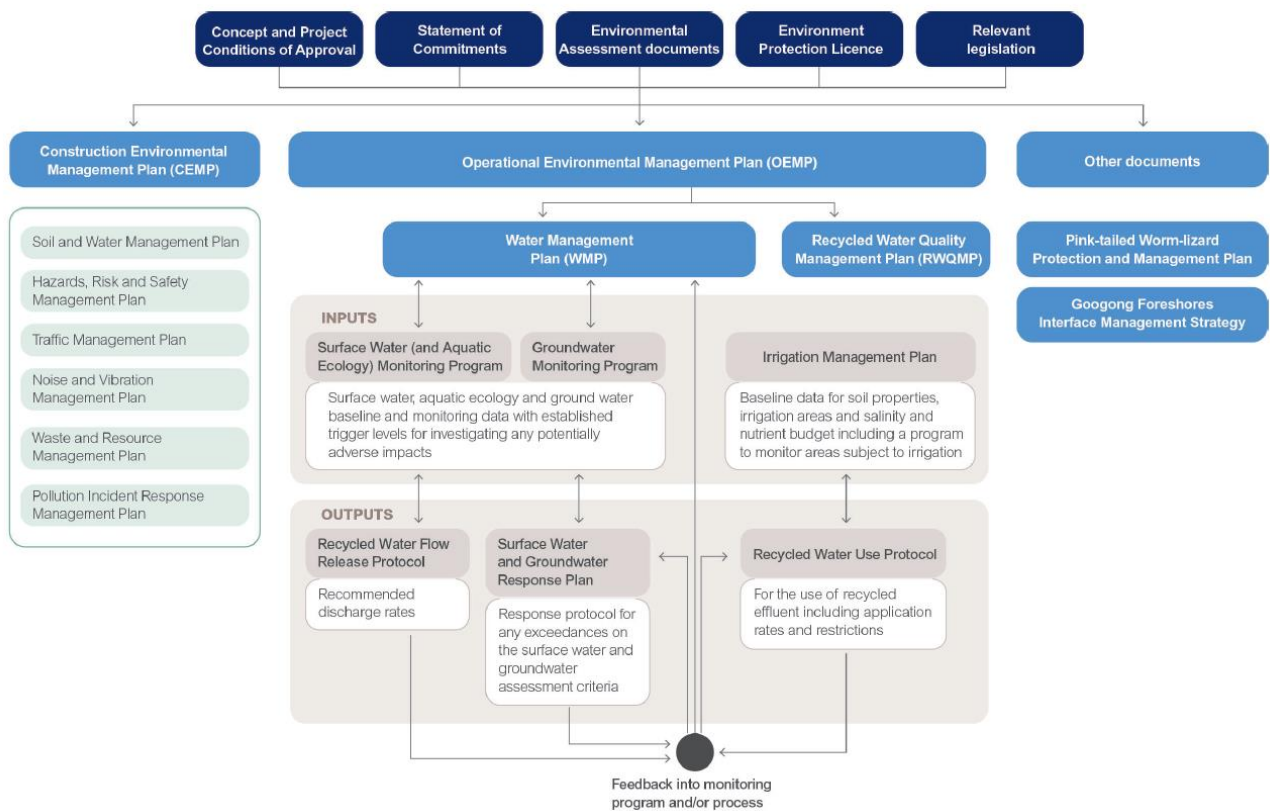 Concept and Project
Conditions of Approval
Statement of
Commitments
Environmental
Assessment documents
Environment
Protection Licence
Relevant
legislation
Construction Environmental
Management Plan (CEMP)
Operational Environmental Management Plan (OEMP)
Other documents
Soil and Water Management Plan
Hazards, Risk and Safety
Management Plan
Traffic Management Plan
Noise and Vibration
Management Plan
Waste and Resource
Management Plan
Pollution Incident Response
Management Plan
Water Management
Plan (WMP)
Recycled Water Quality
Management Plan (RWQMP)
Pink-tailed Worm-lizard
Protection and Management Plan
Googong Foreshores
Interface Management Strategy
INPUTS
Surface Water (and Aquatic
Ecology) Monitoring Program
Groundwater
Monitoring Program
Surface water, aquatic ecology and ground water
baseline and monitoring data with established
trigger levels for investigating any potentially
adverse impacts
Irrigation Management Plan
Baseline data for soil properties,
irrigation areas and salinity and
nutrient budget including a program
to monitor areas subject to irrigation
OUTPUTS
Recycled Water Flow
Release Protocol
Recommended
discharge rates
Surface Water
and Groundwater
Response Plan
Response protocol for
any exceedances on
the surface water and
groundwater
assessment criteria
Recycled Water Use Protocol
For the use of recycled
effluent including application
rates and restrictions
Feedback into monitoring
program and/or process